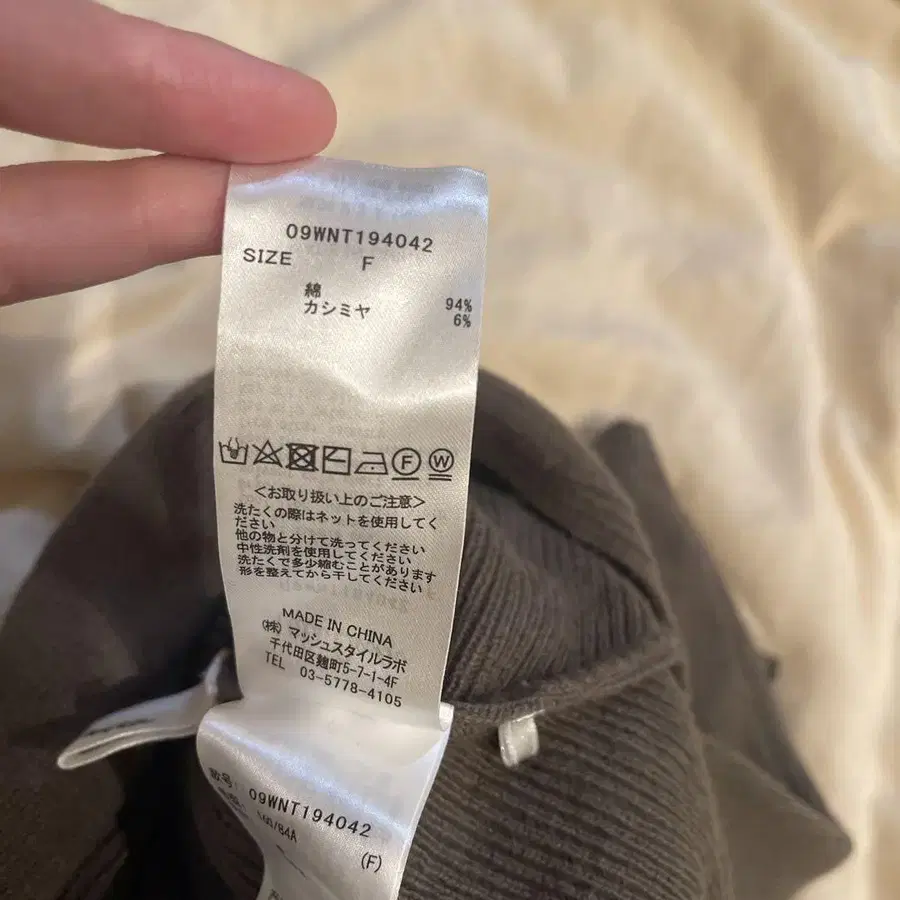 09WNT194042
SIZE F
綿 94%
カシミヤ 6%
F W
<お取り扱い上のご注意>
洗たくの際はネットを使用してく
ださい
他の物と分けて洗ってください
中性洗剤を使用してください
洗たくで多少縮むことがあります
形を整えてから干してください
MADE IN CHINA
(株) マッシュスタイルラボ
千代田区麹町5-7-1-4F
TEL 03-5778-4105
款号: 09WNT194042
160/84A (F)